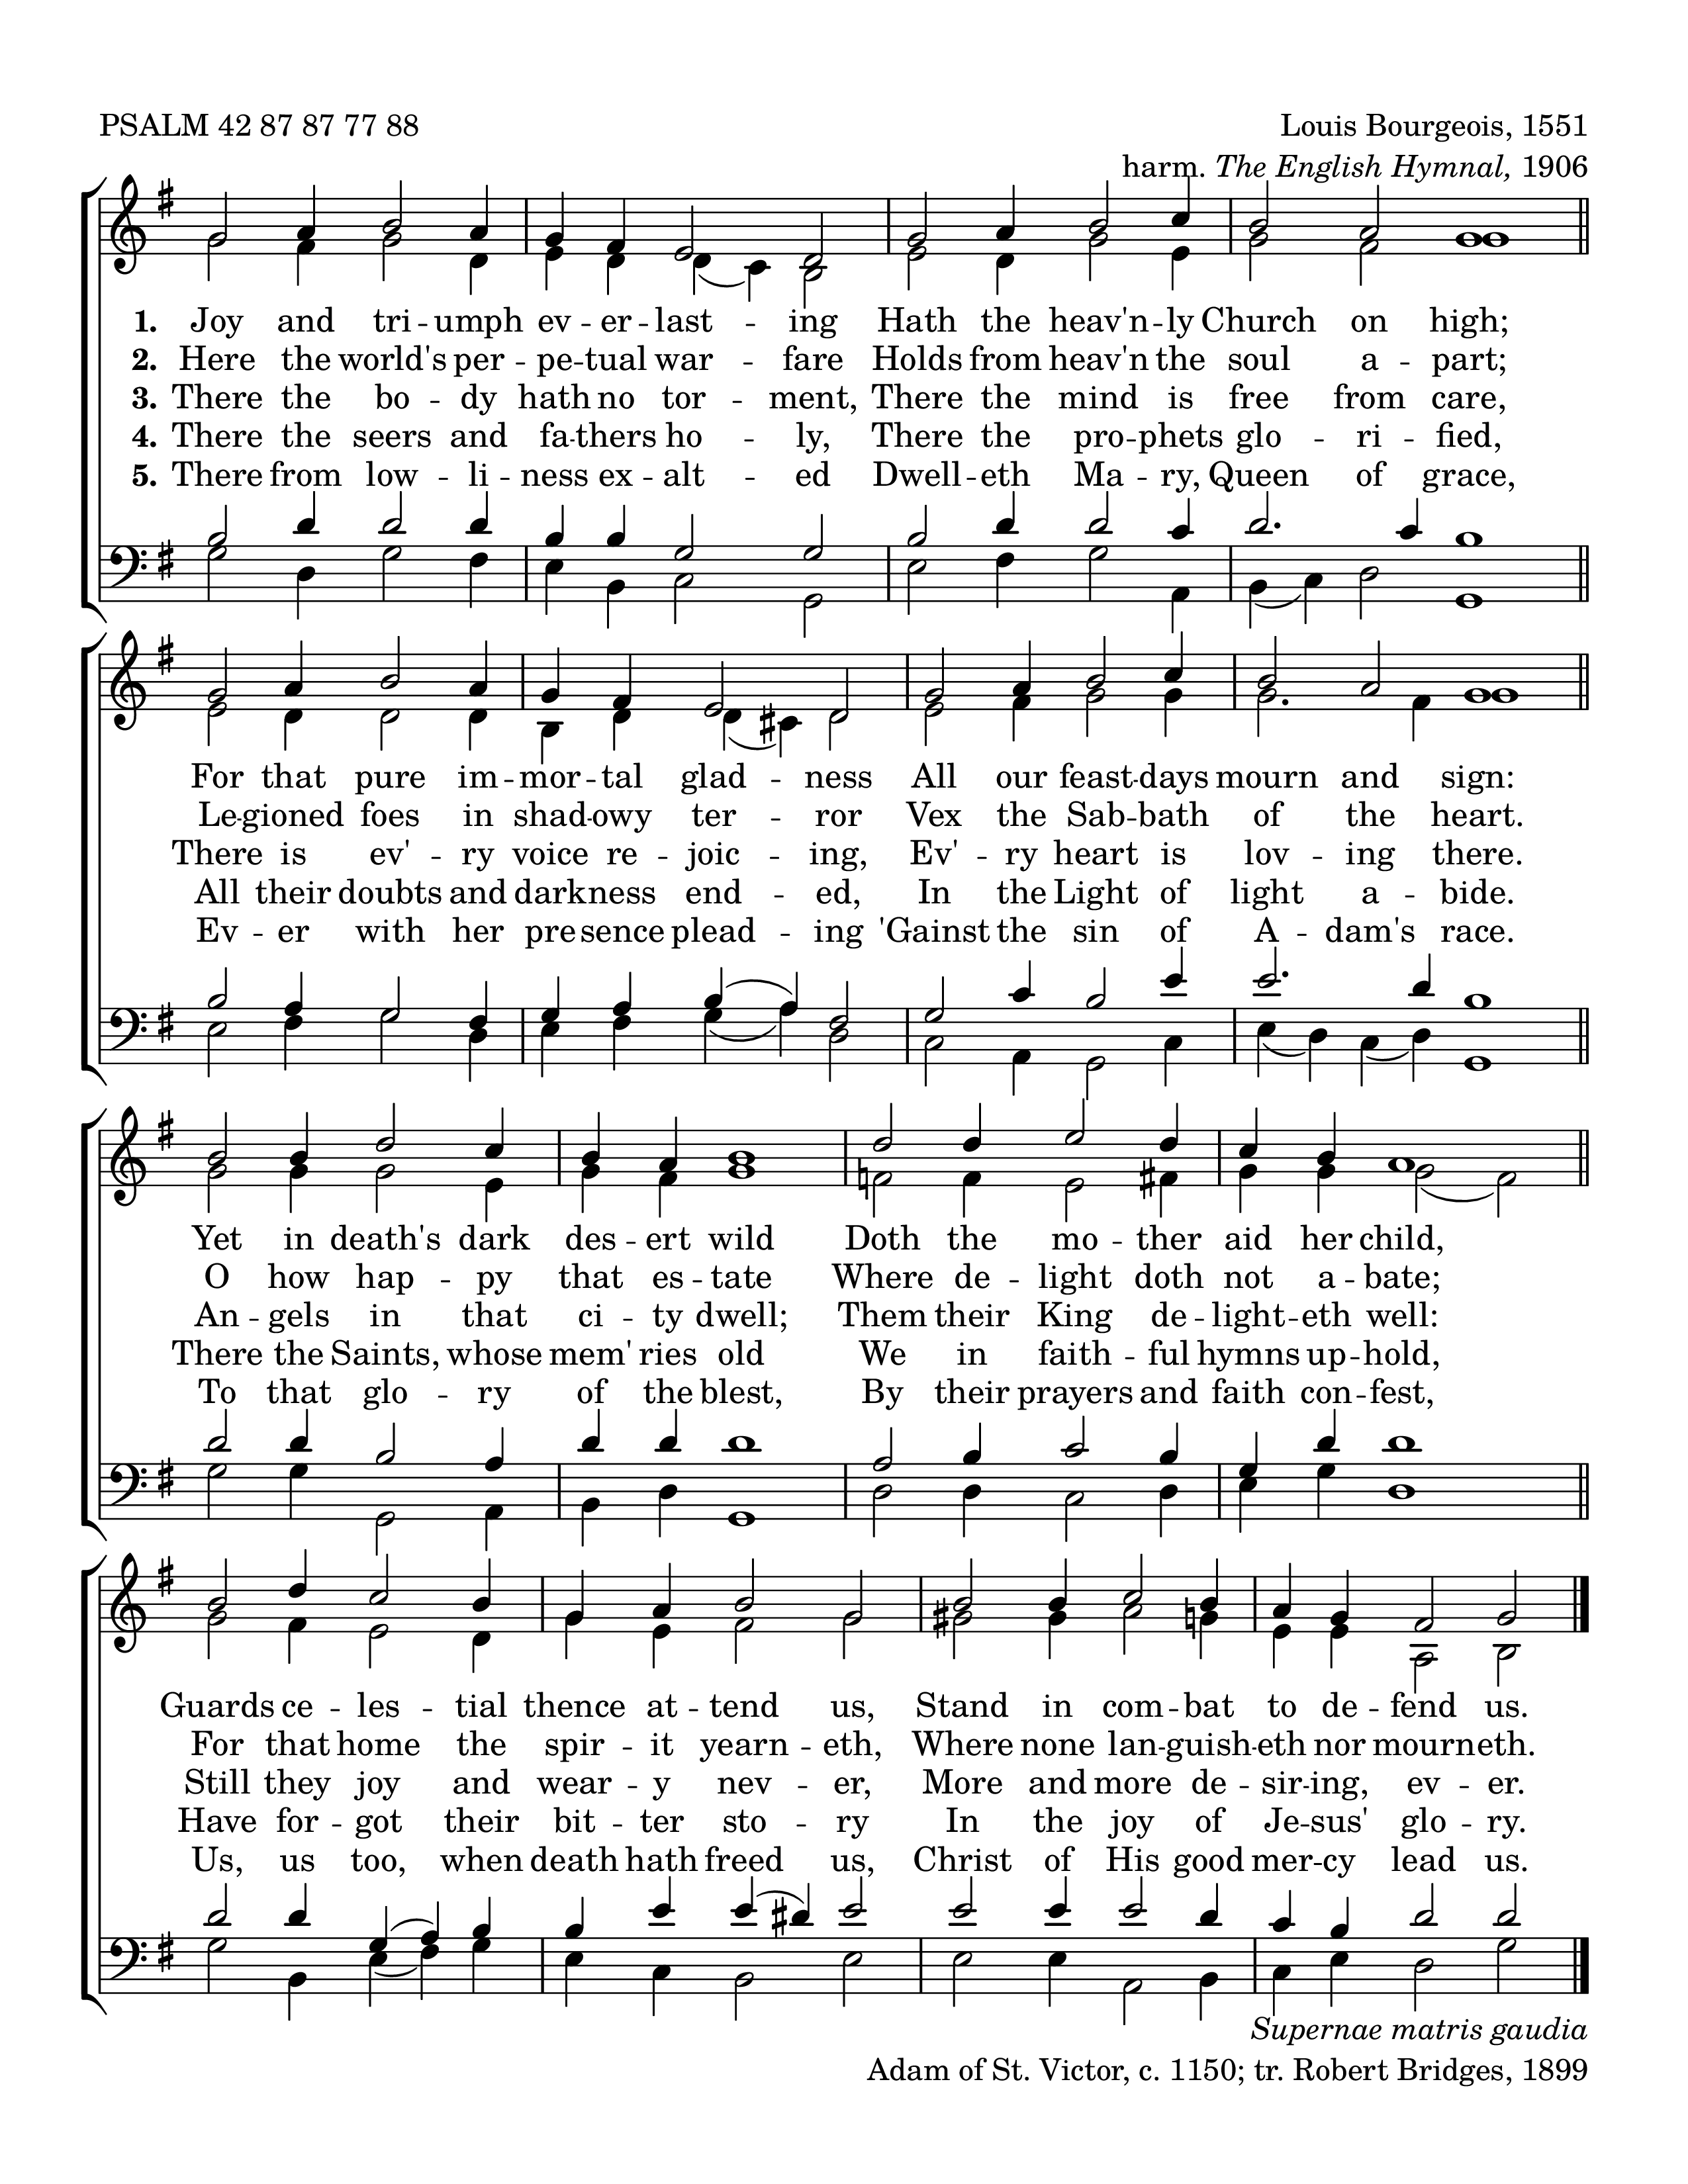 PSALM 42 87 87 77 88
Louis Bourgeois, 1551
harm. The English Hymnal, 1906
1. Joy and tri -- umph ev -- er -- last -- ing Hath the heav'n -- ly Church on high;
2. Here the world's per -- pe -- tual war -- fare Holds from heav'n the soul a -- part;
3. There the bo -- dy hath no tor -- ment, There the mind is free from care,
4. There the seers and fa -- thers ho -- ly, There the pro -- phets glo -- ri -- fied,
5. There from low -- li -- ness ex -- alt -- ed Dwell -- eth Ma -- ry, Queen of grace,
For that pure im -- mor -- tal glad -- ness All our feast -- days mourn and sign:
Le -- gioned foes in shad -- owy ter -- ror Vex the Sab -- bath of the heart.
There is ev' -- ry voice re -- joic -- ing, Ev' -- ry heart is lov -- ing there.
All their doubts and dark -- ness end -- ed, In the Light of light a -- bide.
Ev -- er with her pre -- sence plead -- ing 'Gainst the sin of A -- dam's race.
Yet in death's dark des -- ert wild Doth the mo -- ther aid her child,
O how hap -- py that es -- tate Where de -- light doth not a -- bate;
An -- gels in that ci -- ty dwell; Them their King de -- light -- eth well:
There the Saints, whose mem' -- ries old We in faith -- ful hymns up -- hold,
To that glo -- ry of the blest, By their prayers and faith con -- fest,
Guards ce -- les -- tial thence at -- tend us, Stand in com -- bat to de -- fend us.
For that home the spir -- it yearn -- eth, Where none lan -- guish -- eth nor mourn -- eth.
Still they joy and wear -- y nev -- er, More and more de -- sir -- ing, ev -- er.
Have for -- got their bit -- ter sto -- ry In the joy of Je -- sus' glo -- ry.
Us, us too, when death hath freed us, Christ of His good mer -- cy lead us.
Supernae matris gaudia
Adam of St. Victor, c. 1150; tr. Robert Bridges, 1899